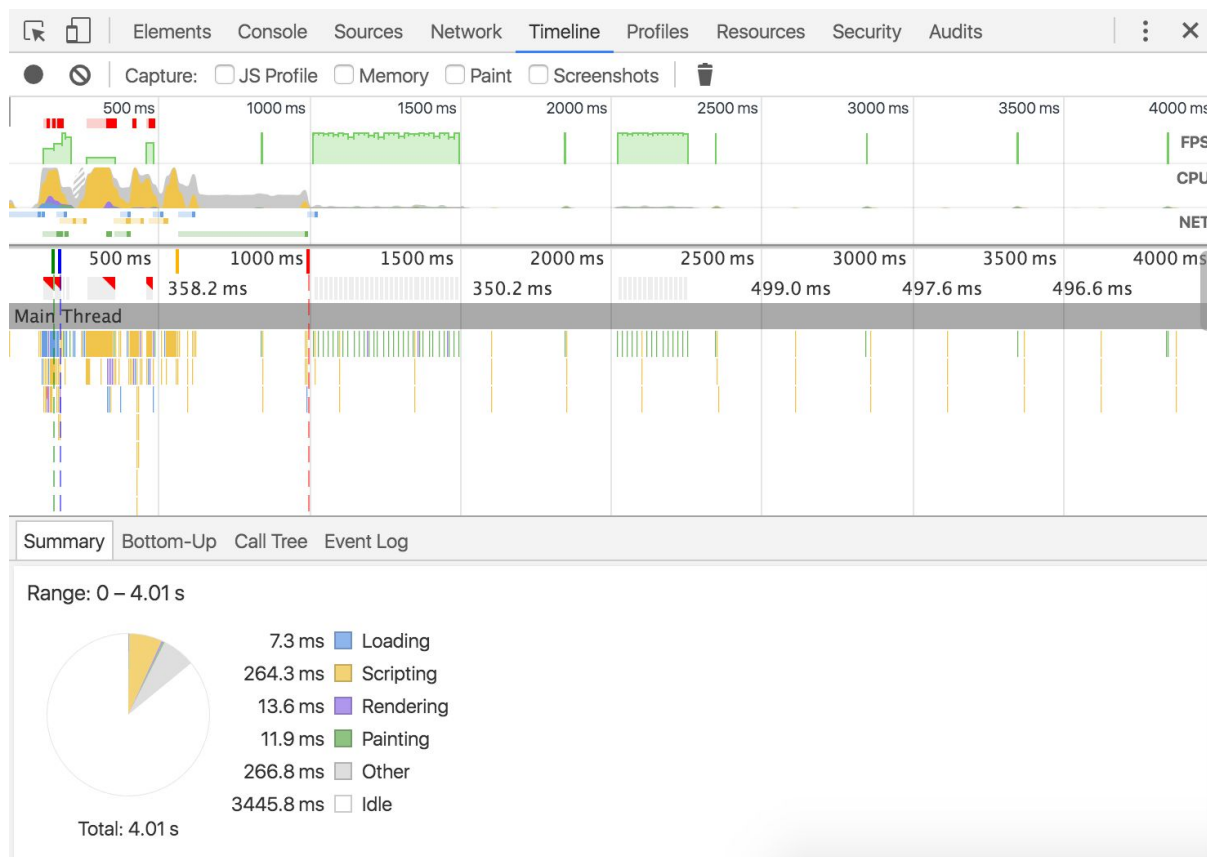 Elements Console Sources Network Timeline Profiles Resources Security Audits
Capture: JS Profile Memory Paint Screenshots
500 ms 1000 ms 1500 ms 2000 ms 2500 ms 3000 ms 3500 ms 4000 ms
FPS
CPU
NET
500 ms 1000 ms 1500 ms 2000 ms 2500 ms 3000 ms 3500 ms 4000 ms
358.2 ms 350.2 ms 499.0 ms 497.6 ms 496.6 ms
Main Thread
Summary Bottom-Up Call Tree Event Log
Range: 0 – 4.01 s
7.3 ms Loading
264.3 ms Scripting
13.6 ms Rendering
11.9 ms Painting
266.8 ms Other
3445.8 ms Idle
Total: 4.01 s